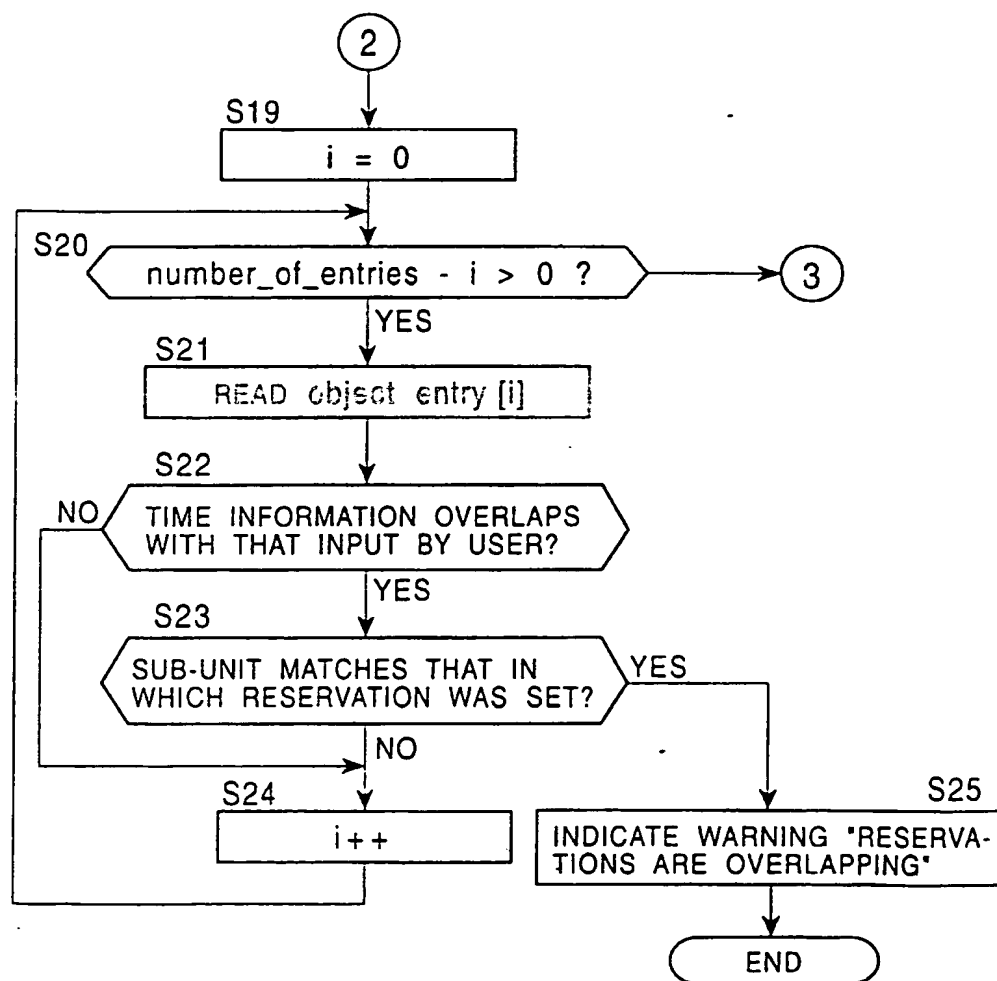 2
S19
i = 0
S20
number_of_entries - i > 0 ?
3
YES
S21
READ object entry [i]
S22
NO
TIME INFORMATION OVERLAPS
WITH THAT INPUT BY USER?
YES
S23
SUB-UNIT MATCHES THAT IN
WHICH RESERVATION WAS SET?
YES
NO
S24
i++
S25
INDICATE WARNING "RESERVA-
TIONS ARE OVERLAPPING"
END